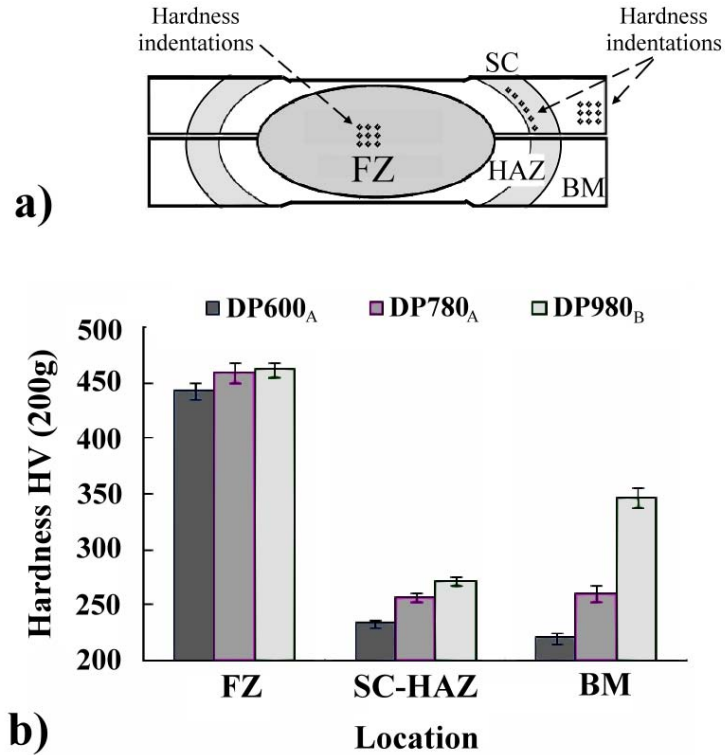 Hardness
indentations
Hardness
indentations
SC
FZ
HAZ
BM
a)
DP600A DP780A DP980B
500
450
400
350
300
250
200
Hardness HV (200g)
FZ SC-HAZ BM
Location
b)